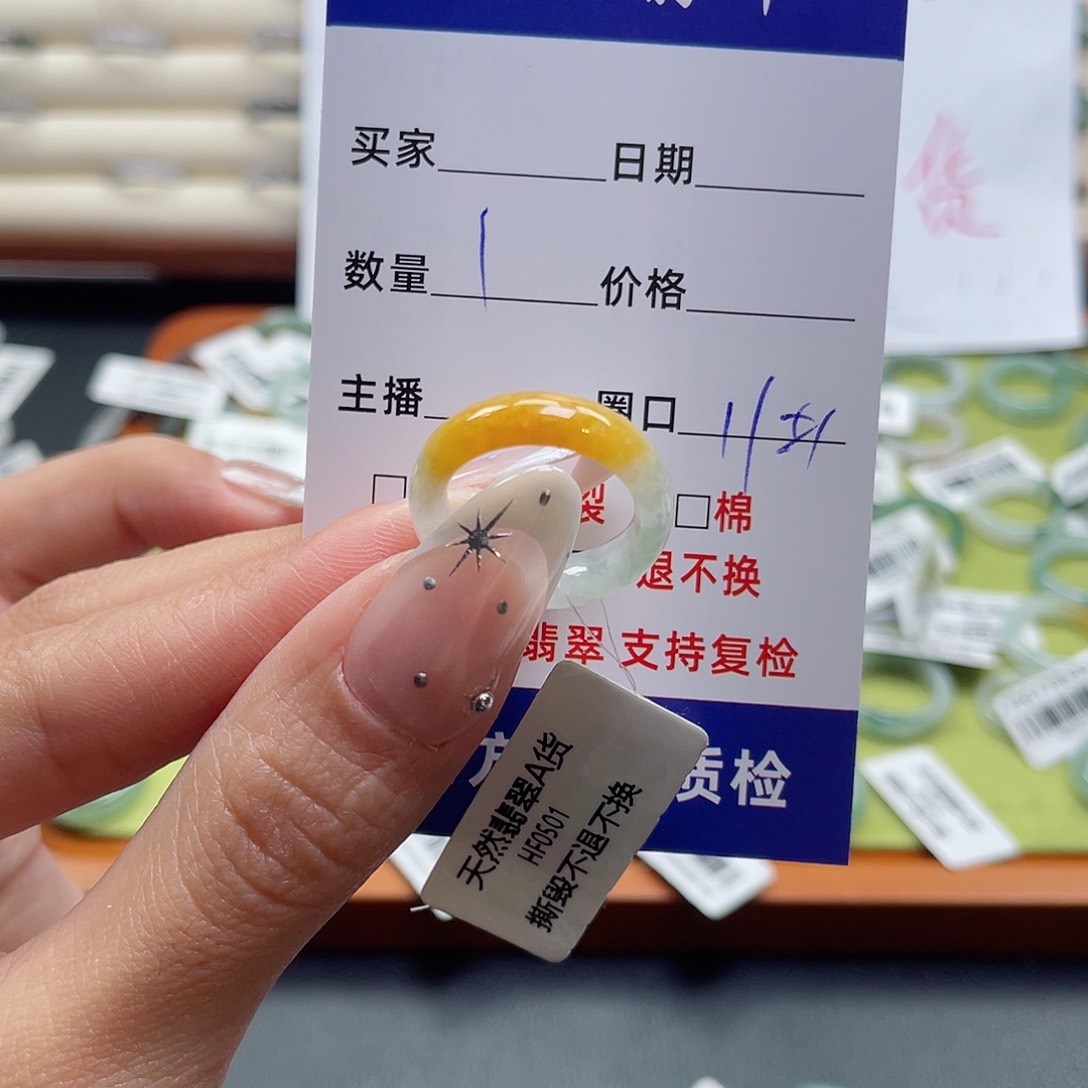 买家 日期
数量 1 价格
主播 圈口 11
□ 裂 □棉
退不换
翡翠 支持复检
质检
货
天然翡翠A货
HF0501
撕毁不退不换